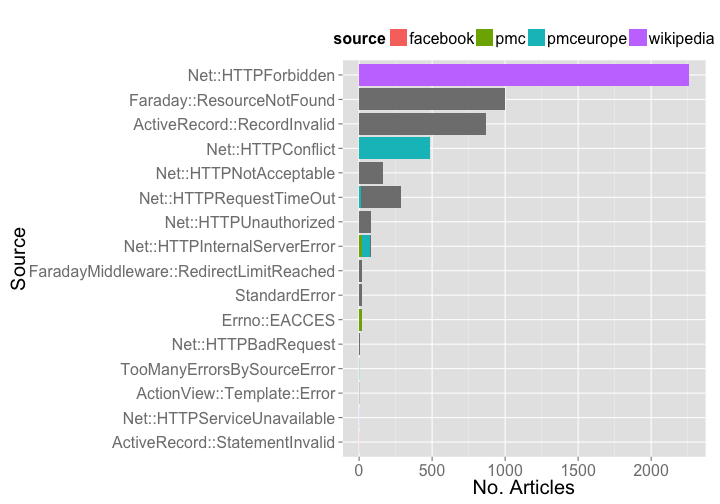 source facebook pmc pmceurope wikipedia
Net::HTTPForbidden
Faraday::ResourceNotFound
ActiveRecord::RecordInvalid
Net::HTTPConflict
Net::HTTPNotAcceptable
Net::HTTPRequestTimeOut
Net::HTTPUnauthorized
Net::HTTPInternalServerError
FaradayMiddleware::RedirectLimitReached
StandardError
Errno::EACCES
Net::HTTPBadRequest
TooManyErrorsBySourceError
ActionView::Template::Error
Net::HTTPServiceUnavailable
ActiveRecord::StatementInvalid
Source
0 500 1000 1500 2000
No. Articles